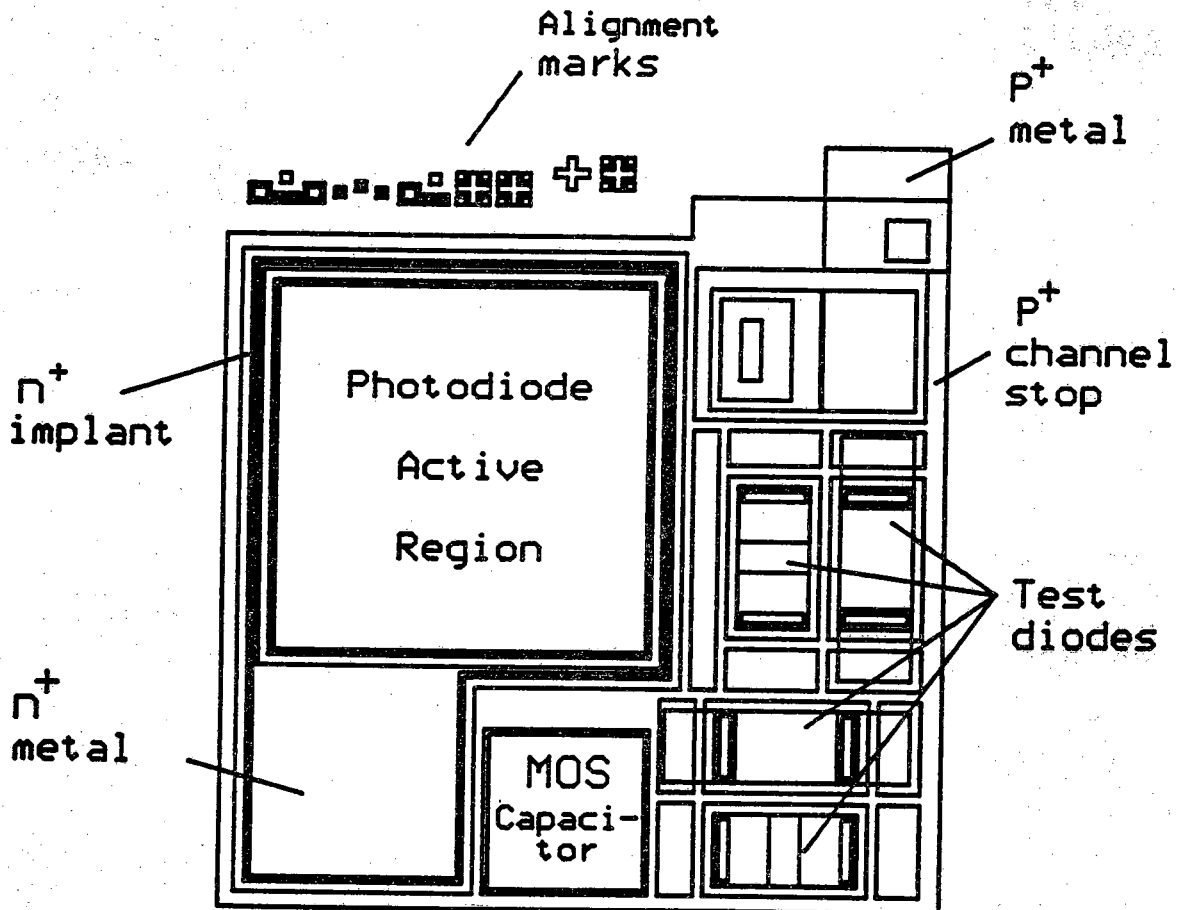 Alignment
marks
P+
metal
P+
channel
stop
n+
implant
Photodiode
Active
Region
Test
diodes
n+
metal
MOS
Capaci-
tor